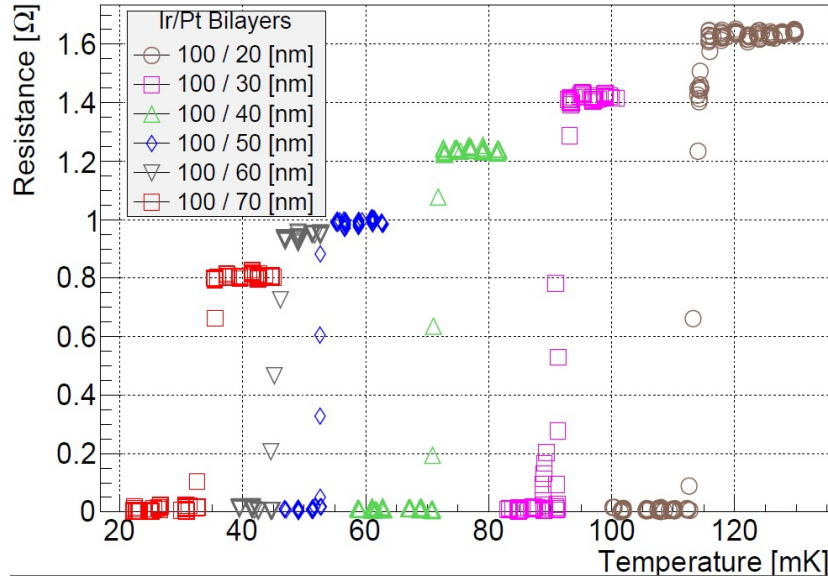 Ir/Pt Bilayers
100 / 20 [nm]
100 / 30 [nm]
100 / 40 [nm]
100 / 50 [nm]
100 / 60 [nm]
100 / 70 [nm]
Resistance [Ω]
1.6
1.4
1.2
1
0.8
0.6
0.4
0.2
0
20 40 60 80 100 120
Temperature [mK]